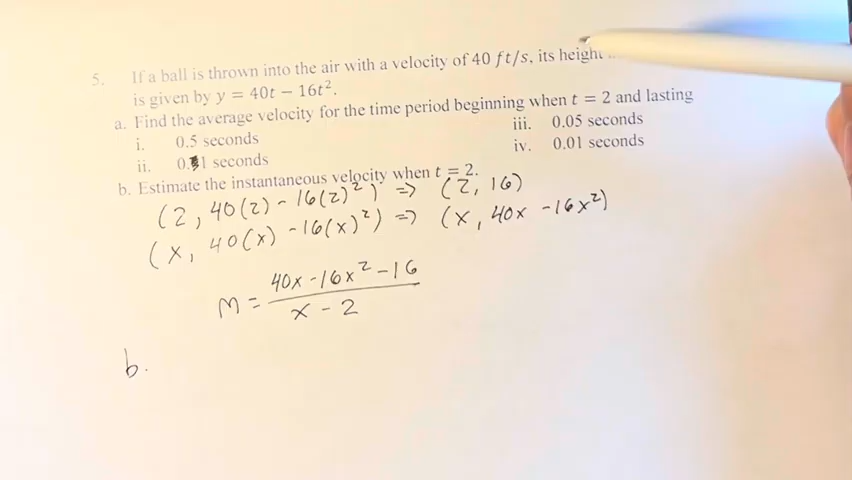 5. If a ball is thrown into the air with a velocity of 40 ft/s, its height
is given by y = 40t − 16t².
a. Find the average velocity for the time period beginning when t = 2 and lasting
i. 0.5 seconds
iii. 0.05 seconds
ii. 0.1 seconds
iv. 0.01 seconds
b. Estimate the instantaneous velocity when t = 2.
(2, 40(2) - 16(2)²) => (2, 16)
(x, 40(x) - 16(x)²) => (x, 40x - 16x²)
m = (40x - 16x² - 16) / (x - 2)
b.